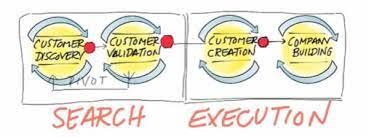 CUSTOMER
DISCOVERY
CUSTOMER
VALIDATION
CUSTOMER
CREATION
COMPANY
BUILDING
PIVOT
SEARCH
EXECUTION